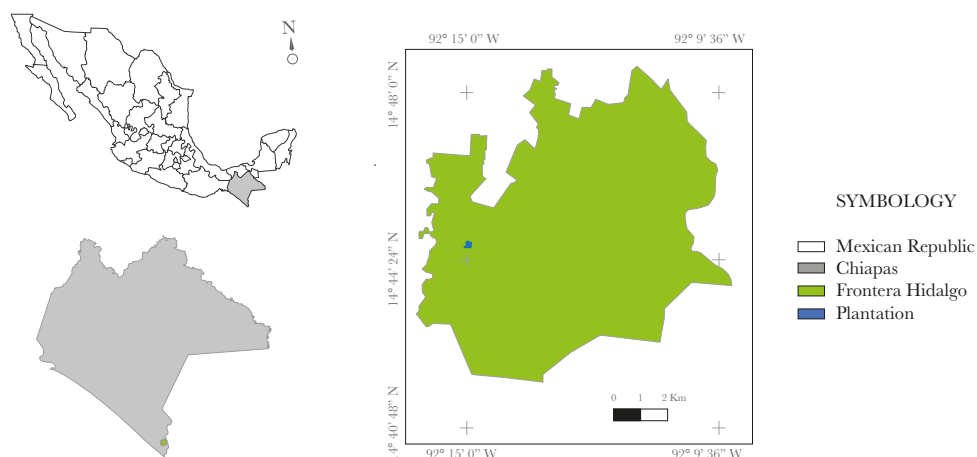 N
92° 15' 0" W
92° 9' 36" W
14° 48' 0" N
14° 44' 24" N
14° 40' 48" N
0 1 2 Km
92° 15' 0" W
92° 9' 36" W
SYMBOLOGY
Mexican Republic
Chiapas
Frontera Hidalgo
Plantation